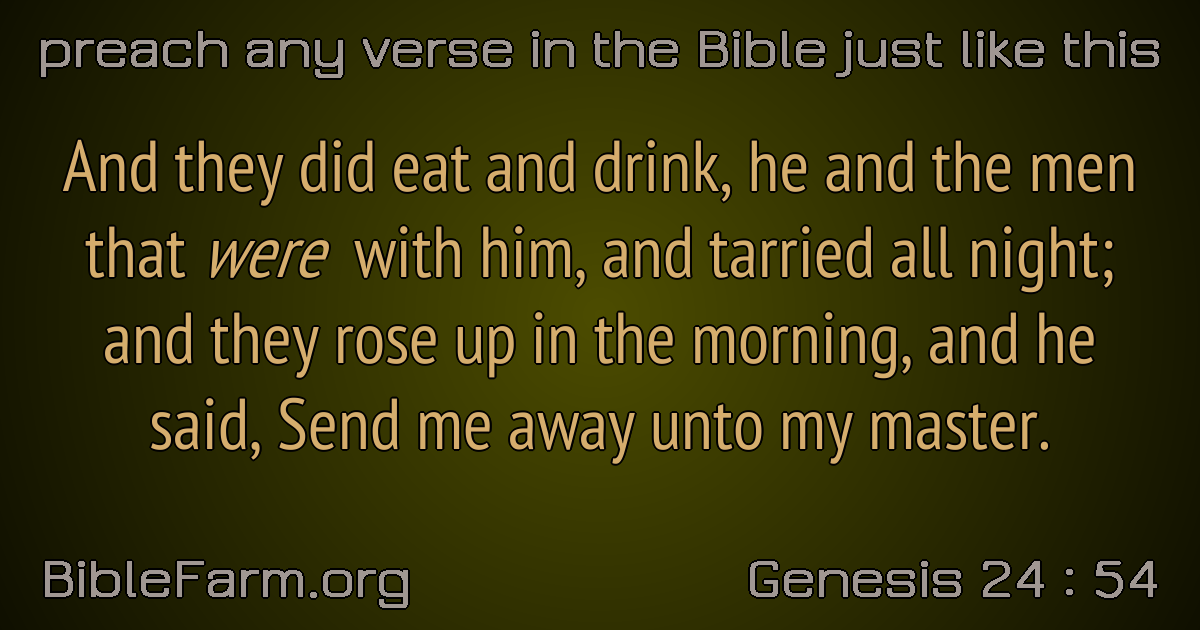 preach any verse in the Bible just like this
And they did eat and drink, he and the men
that were with him, and tarried all night;
and they rose up in the morning, and he
said, Send me away unto my master.
BibleFarm.org
Genesis 24 : 54